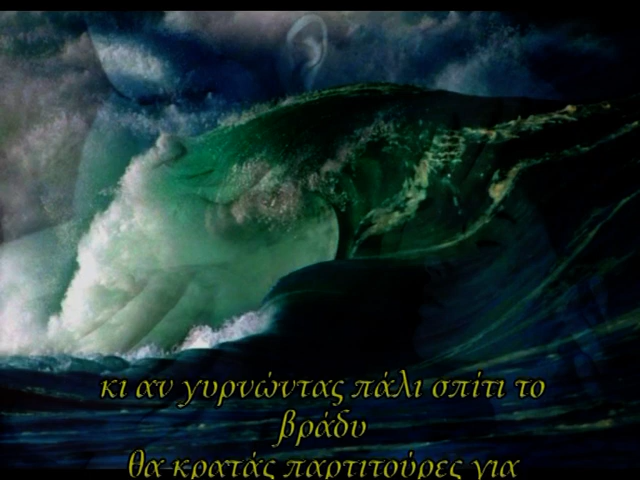 κι αν γυρνώντας πάλι σπίτι το
βράδυ
θα κρατάς παρτιτούρες για